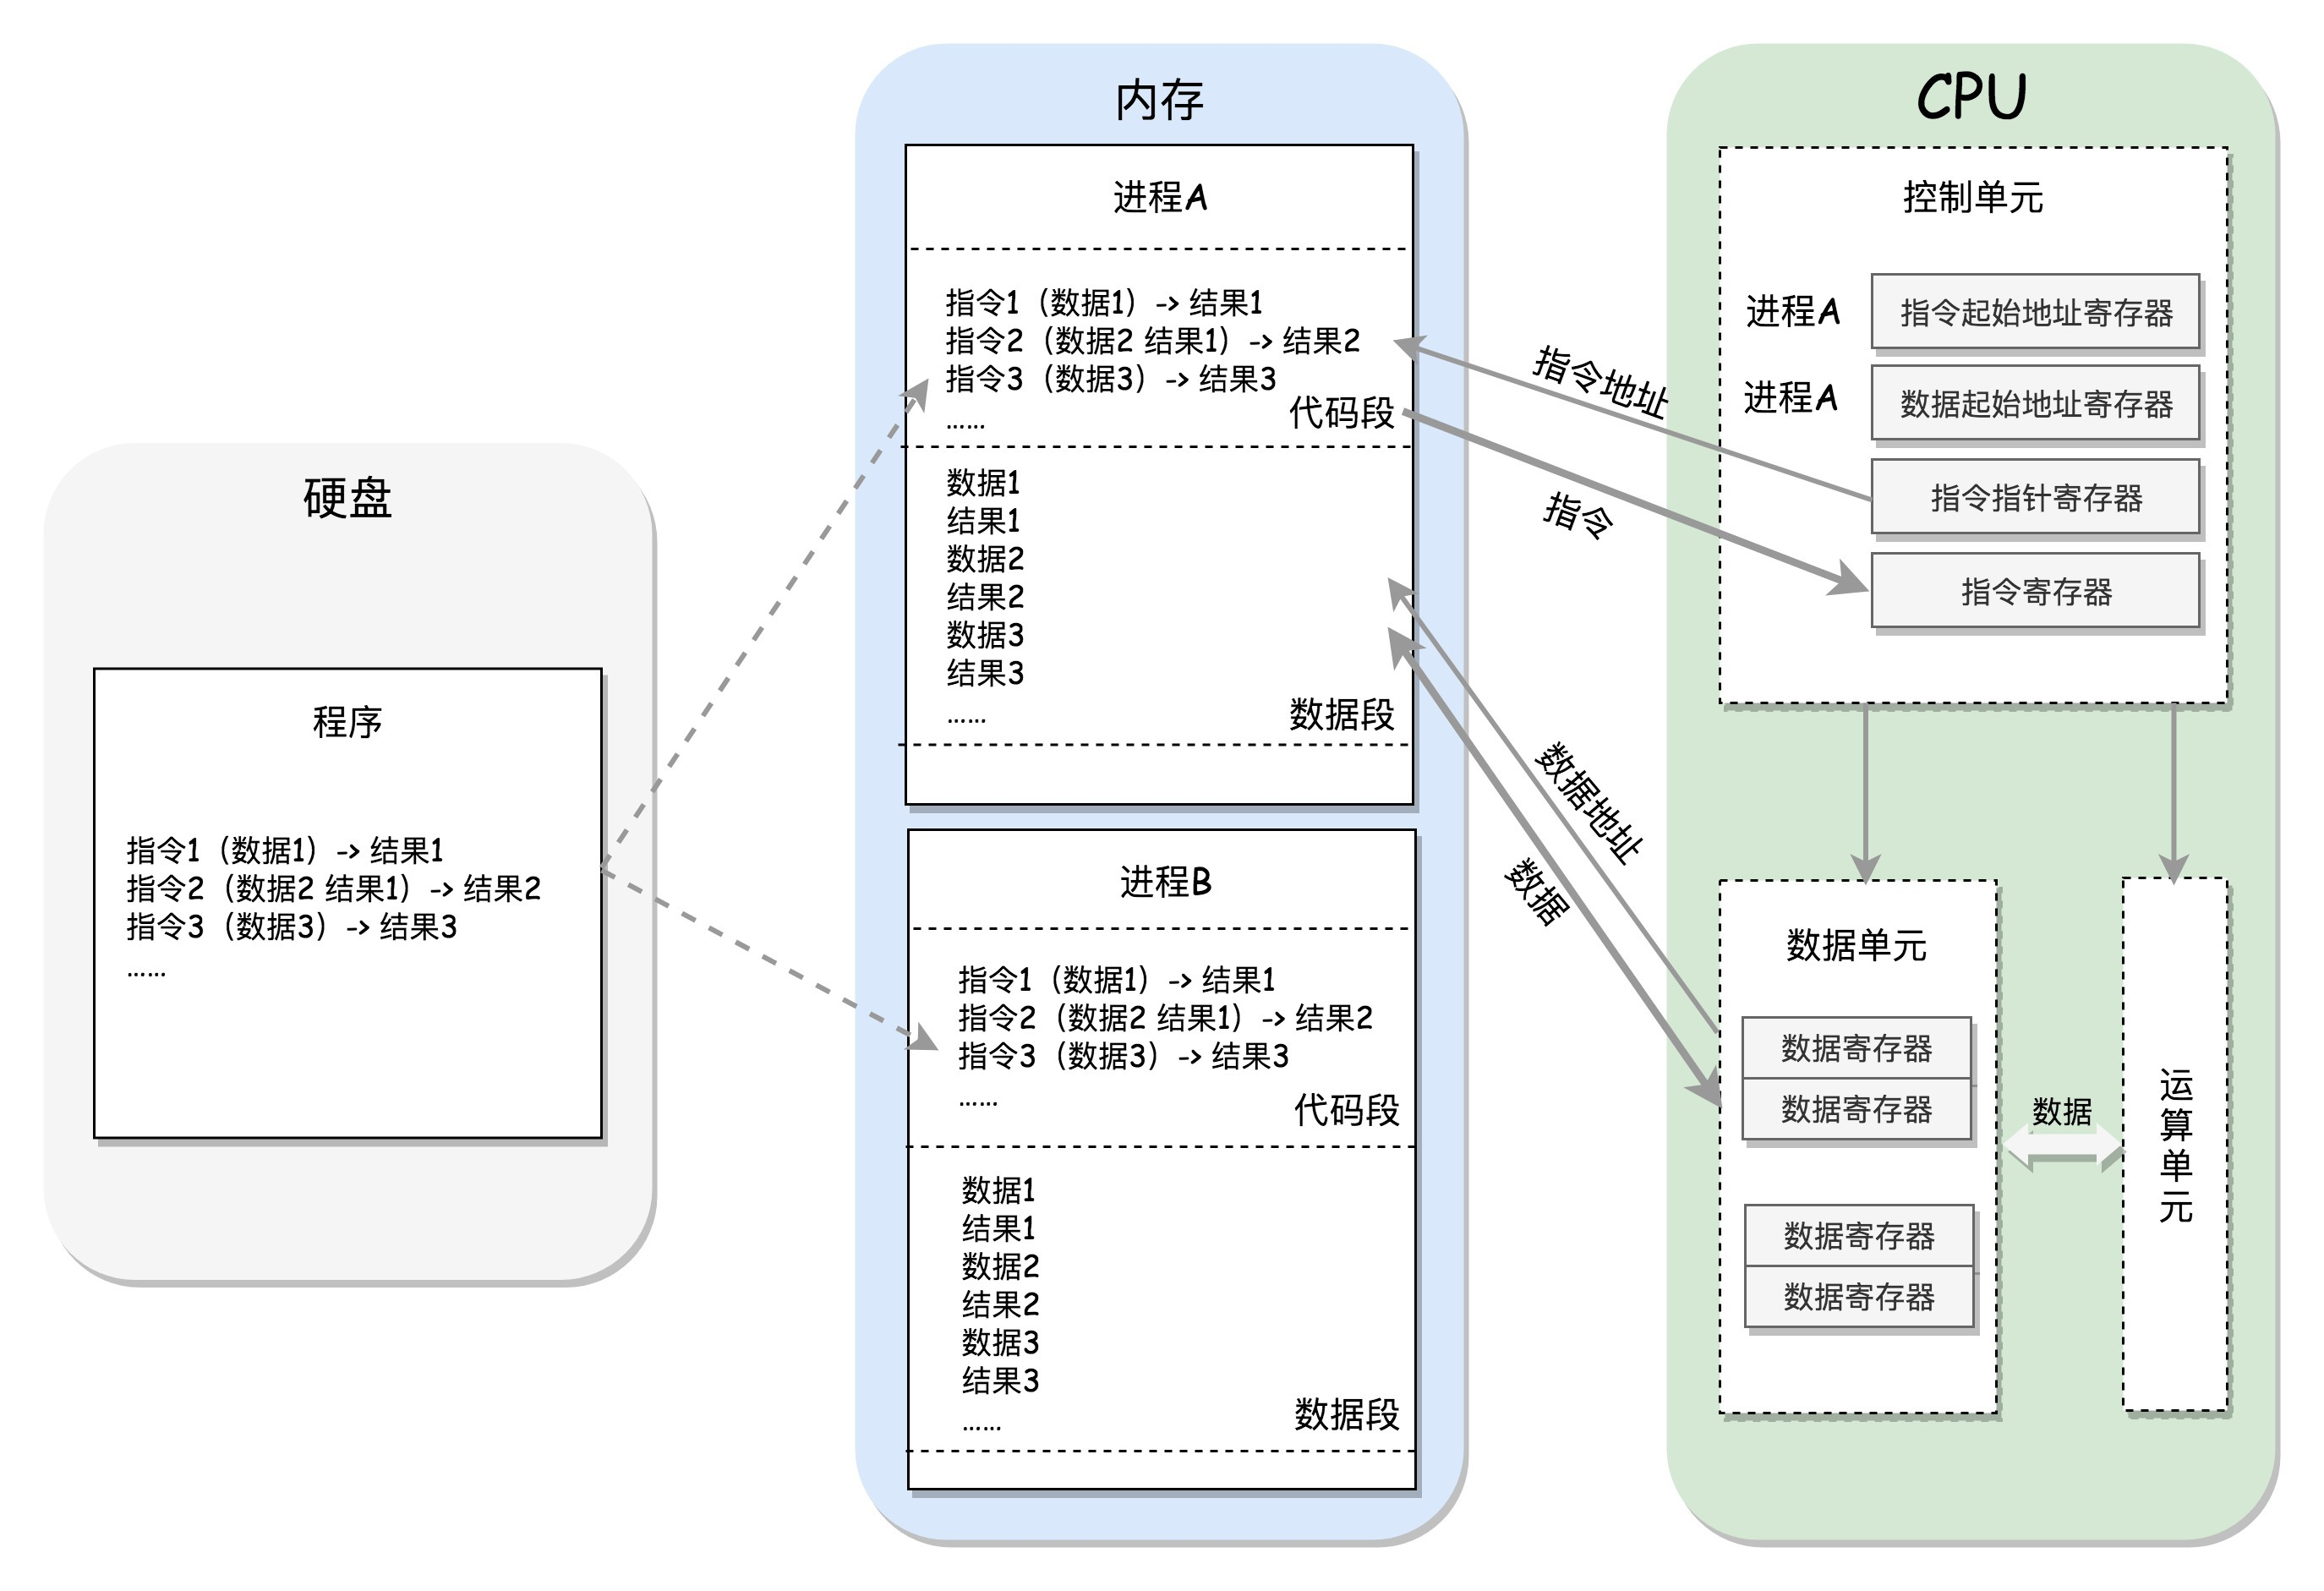 硬盘
程序
指令1（数据1）-> 结果1
指令2（数据2 结果1）-> 结果2
指令3（数据3）-> 结果3
……
内存
进程A
指令1（数据1）-> 结果1
指令2（数据2 结果1）-> 结果2
指令3（数据3）-> 结果3
……
代码段
数据1
结果1
数据2
结果2
数据3
结果3
……
数据段
进程B
指令1（数据1）-> 结果1
指令2（数据2 结果1）-> 结果2
指令3（数据3）-> 结果3
……
代码段
数据1
结果1
数据2
结果2
数据3
结果3
……
数据段
指令地址
指令
数据地址
数据
CPU
控制单元
进程A
指令起始地址寄存器
进程A
数据起始地址寄存器
指令指针寄存器
指令寄存器
数据单元
数据寄存器
数据寄存器
数据寄存器
数据寄存器
数据
运算单元